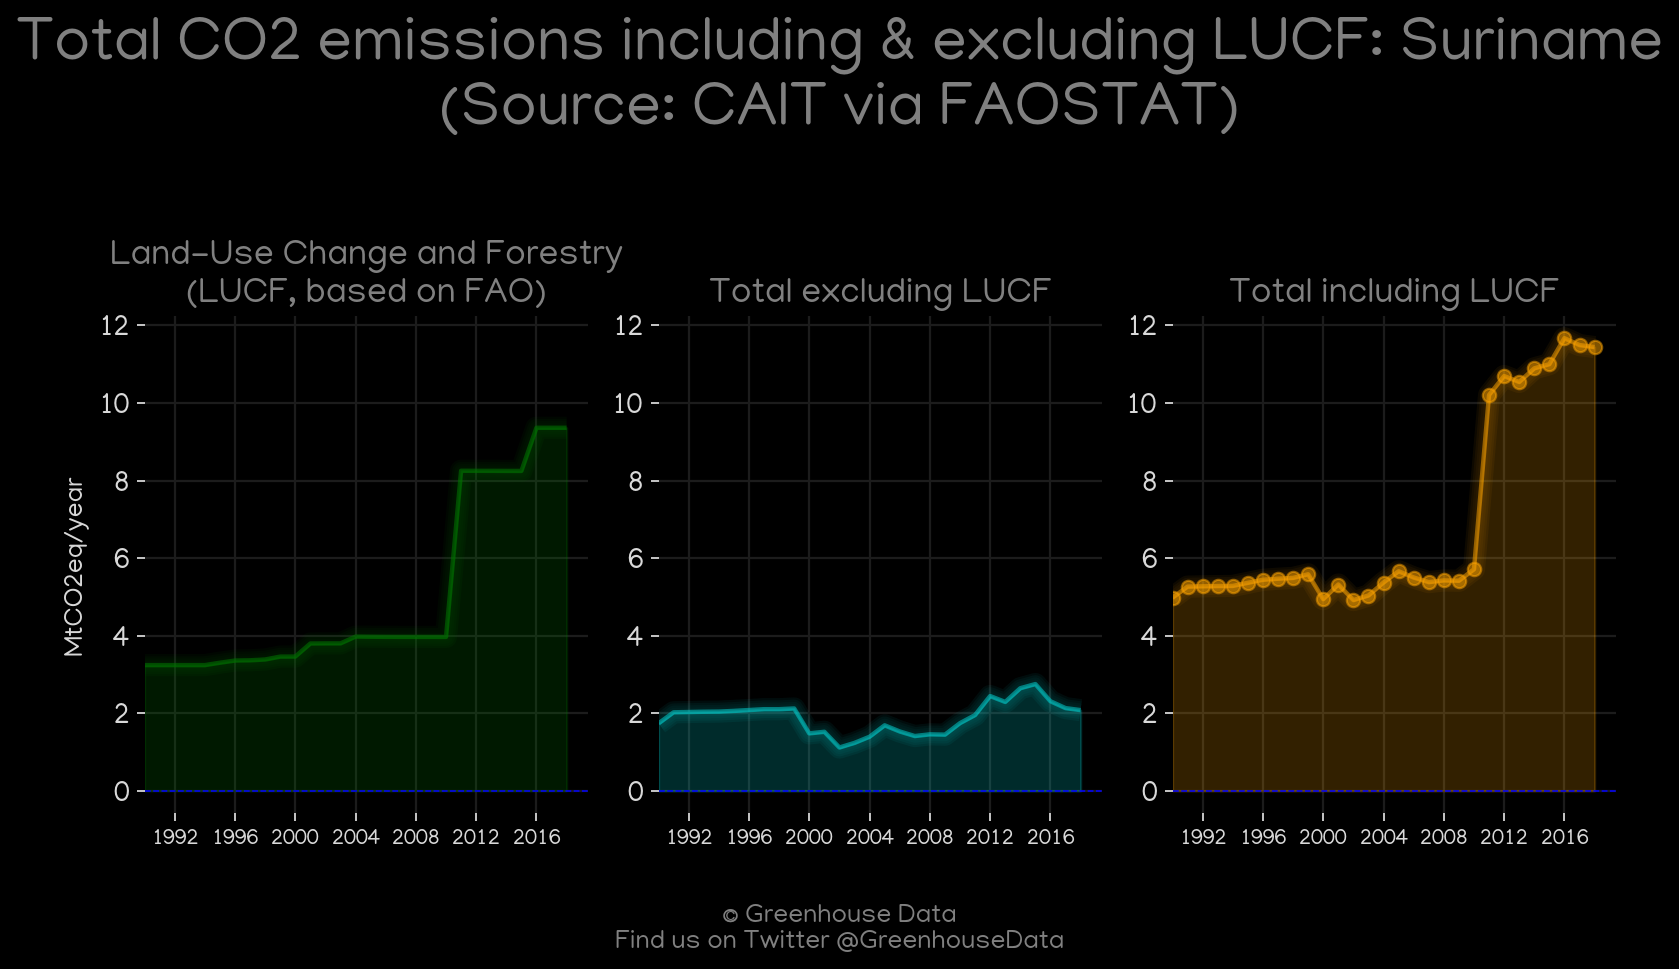 Total CO2 emissions including & excluding LUCF: Suriname
(Source: CAIT via FAOSTAT)
Land-Use Change and Forestry
(LUCF, based on FAO)
MtCO2eq/year
12
10
8
6
4
2
0
1992 1996 2000 2004 2008 2012 2016
Total excluding LUCF
12
10
8
6
4
2
0
1992 1996 2000 2004 2008 2012 2016
Total including LUCF
12
10
8
6
4
2
0
1992 1996 2000 2004 2008 2012 2016
© Greenhouse Data
Find us on Twitter @GreenhouseData